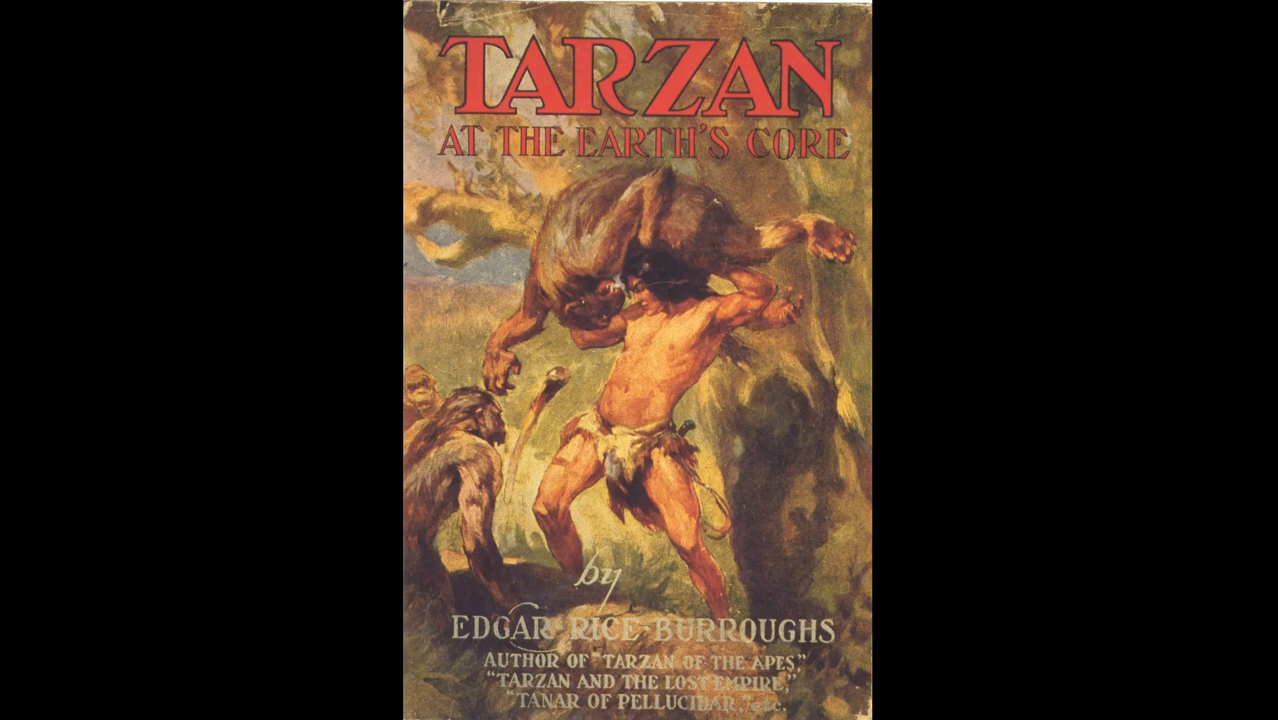 TARZAN
AT THE EARTH'S CORE
by
EDGAR RICE BURROUGHS
AUTHOR OF "TARZAN OF THE APES,"
"TARZAN AND THE LOST EMPIRE,"
"TANAR OF PELLUCIDAR," etc.